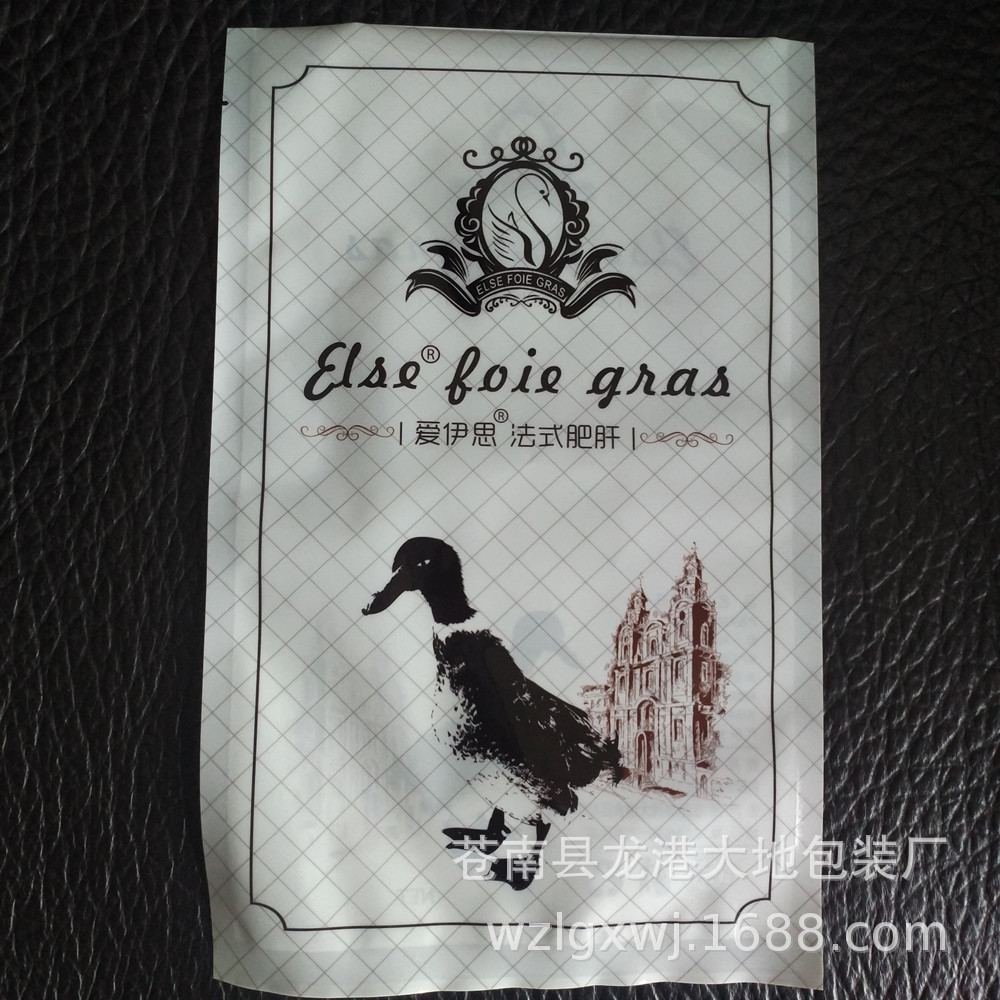 ELSE FOIE GRAS
Else® foie gras
爱伊思® 法式肥肝
苍南县龙港大地包装厂
wzlgxwj.1688.com